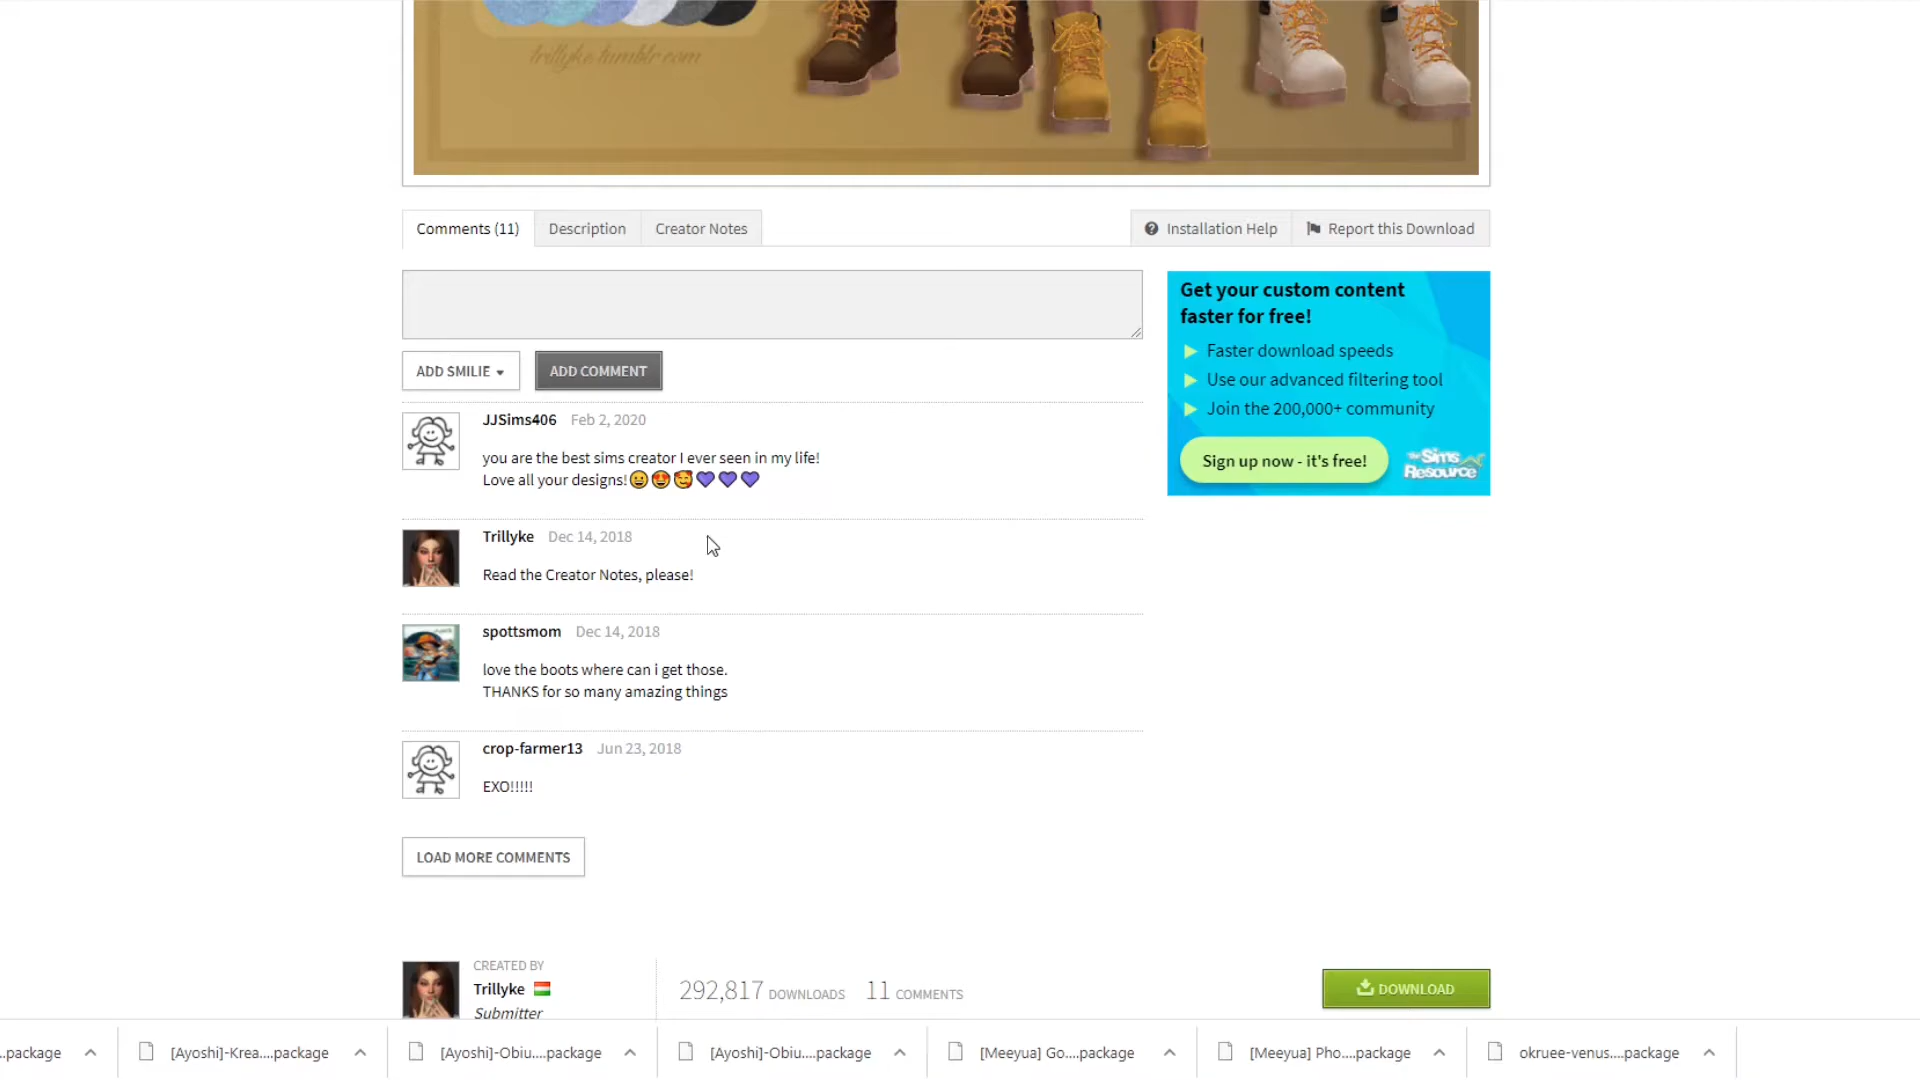 trillyke.tumblr.com
Comments (11)
Description
Creator Notes
Installation Help
Report this Download
Get your custom content
faster for free!
Faster download speeds
Use our advanced filtering tool
Join the 200,000+ community
Sign up now - it's free!
the Sims
Resource
ADD SMILIE
ADD COMMENT
JJSims406 Feb 2, 2020
you are the best sims creator I ever seen in my life!
Love all your designs!😀😍🥰💜💜💜
Trillyke Dec 14, 2018
Read the Creator Notes, please!
spottsmom Dec 14, 2018
love the boots where can i get those.
THANKS for so many amazing things
crop-farmer13 Jun 23, 2018
EXO!!!!!
LOAD MORE COMMENTS
CREATED BY
Trillyke
Submitter
292,817 DOWNLOADS 11 COMMENTS
DOWNLOAD
..package
[Ayoshi]-Krea....package
[Ayoshi]-Obiu....package
[Ayoshi]-Obiu....package
[Meeyua] Go....package
[Meeyua] Pho....package
okruee-venus....package